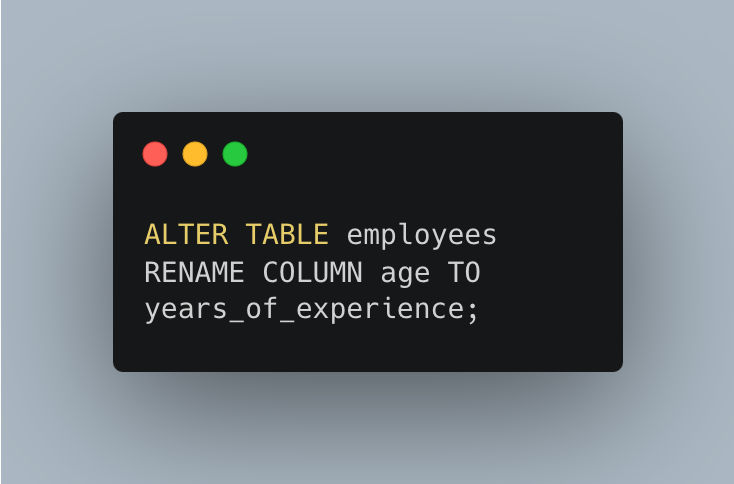 ALTER TABLE employees
RENAME COLUMN age TO
years_of_experience;